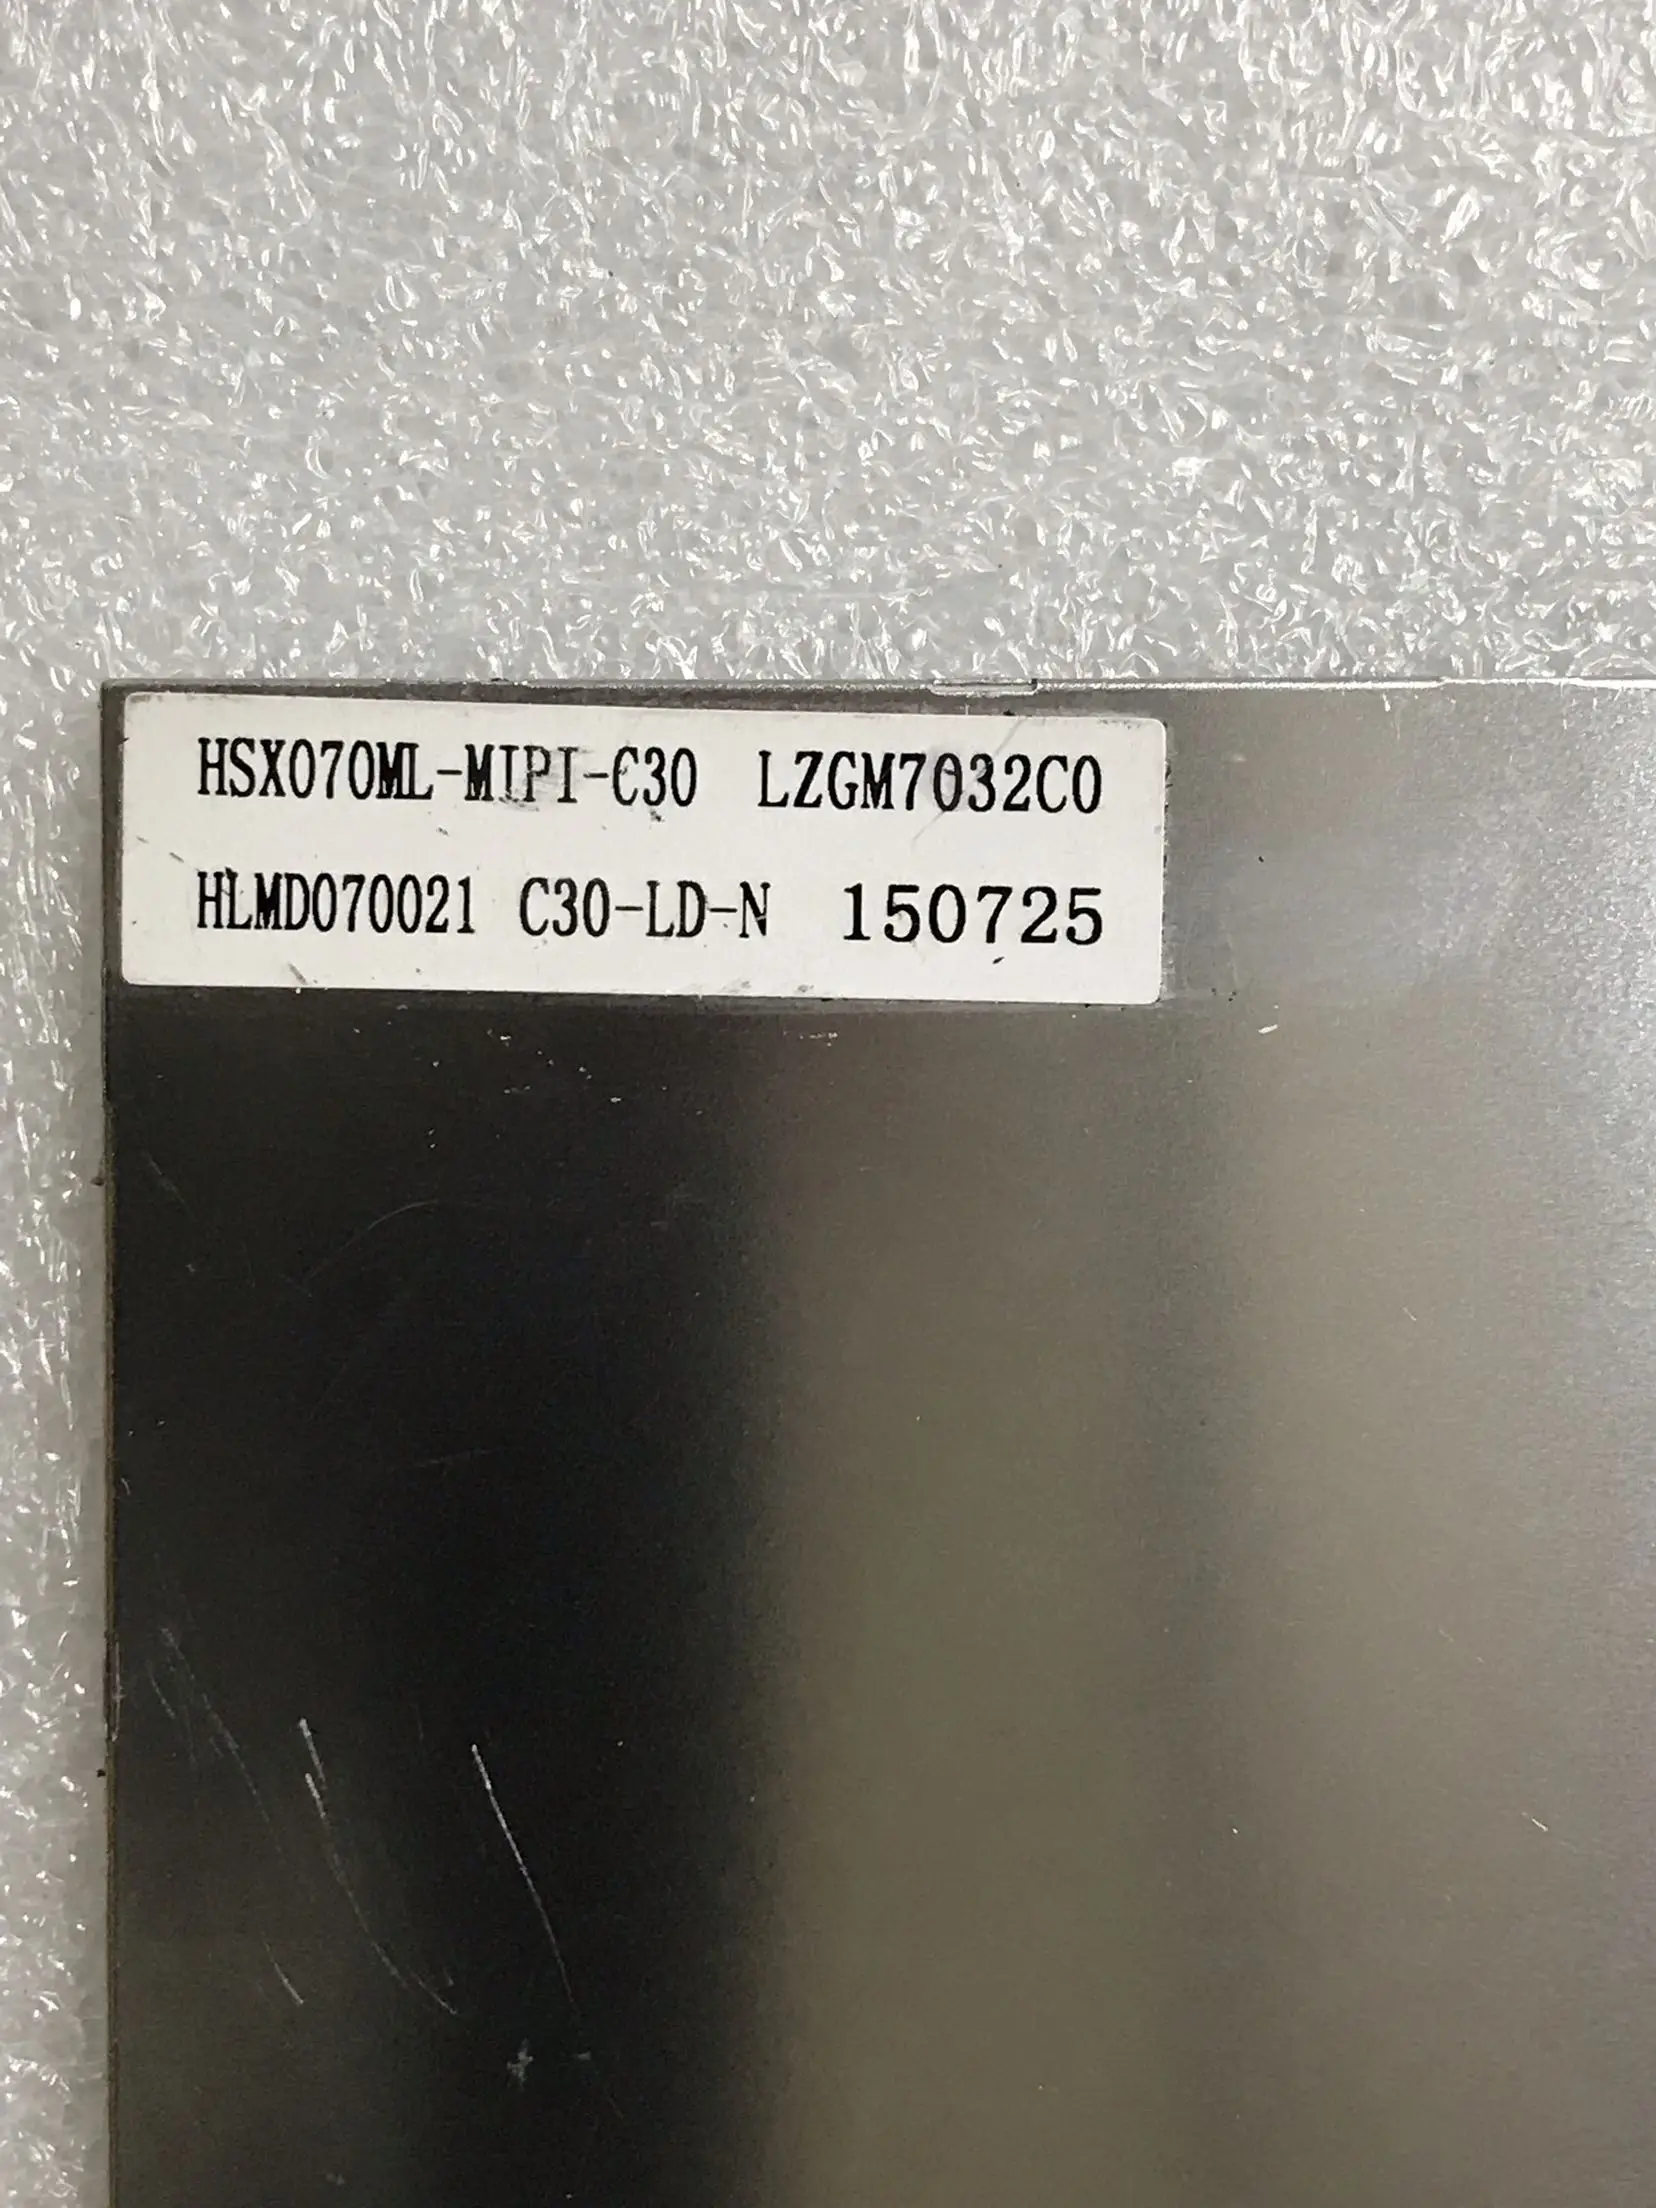 HSX070ML-MIPI-C30 LZGM7032C0
HLMD070021 C30-LD-N 150725